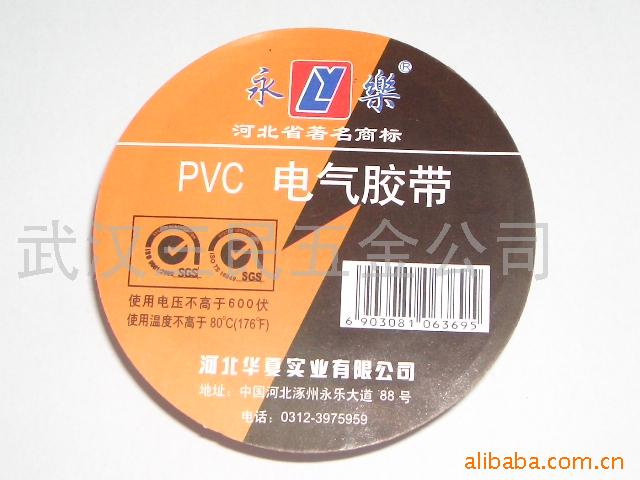 永 LY 樂 ®
河北省著名商标
PVC 电气胶带
武汉三民五金公司
SGS SGS
使用电压不高于600伏
使用温度不高于80℃(176℉)
6 903081 063695
河北华夏实业有限公司
地址：中国河北涿州永乐大道 88号
电话：0312-3975959
alibaba.com.cn